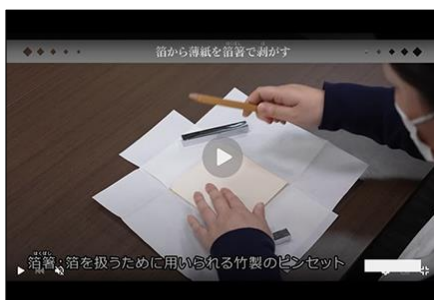 箔から薄紙を箔箸で剥がす
はくばし
箔箸:箔を扱うために用いられる竹製のピンセット